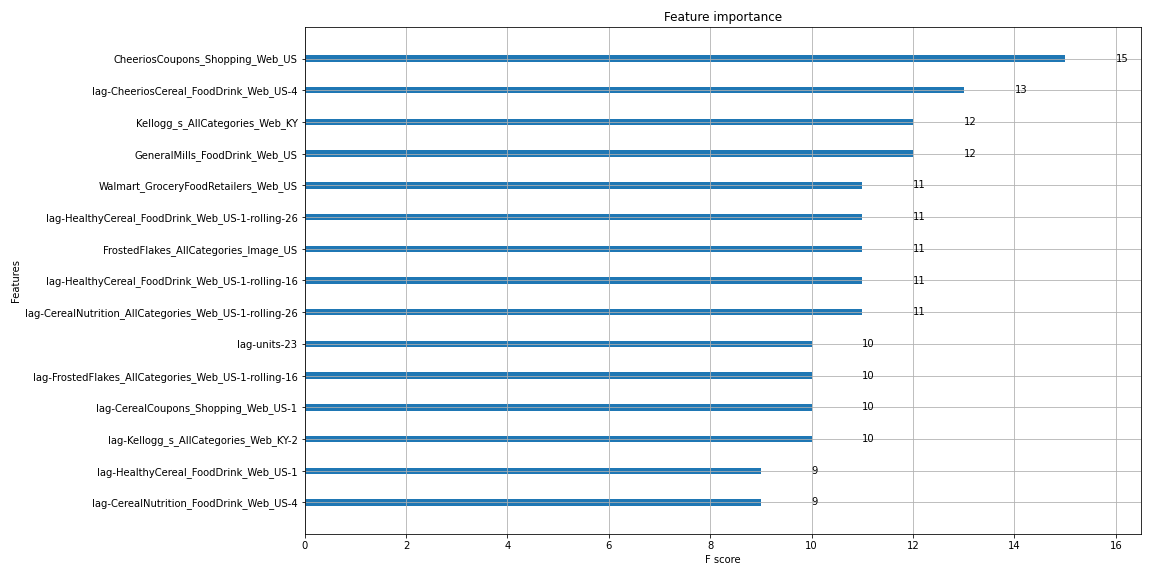 Feature importance
CheeriosCoupons_Shopping_Web_US 15
lag-CheeriosCereal_FoodDrink_Web_US-4 13
Kellogg_s_AllCategories_Web_KY 12
GeneralMills_FoodDrink_Web_US 12
Walmart_GroceryFoodRetailers_Web_US 11
lag-HealthyCereal_FoodDrink_Web_US-1-rolling-26 11
FrostedFlakes_AllCategories_Image_US 11
lag-HealthyCereal_FoodDrink_Web_US-1-rolling-16 11
lag-CerealNutrition_AllCategories_Web_US-1-rolling-26 11
lag-units-23 10
lag-FrostedFlakes_AllCategories_Web_US-1-rolling-16 10
lag-CerealCoupons_Shopping_Web_US-1 10
lag-Kellogg_s_AllCategories_Web_KY-2 10
lag-HealthyCereal_FoodDrink_Web_US-1 9
lag-CerealNutrition_FoodDrink_Web_US-4 9
Features
0 2 4 6 8 10 12 14 16
F score